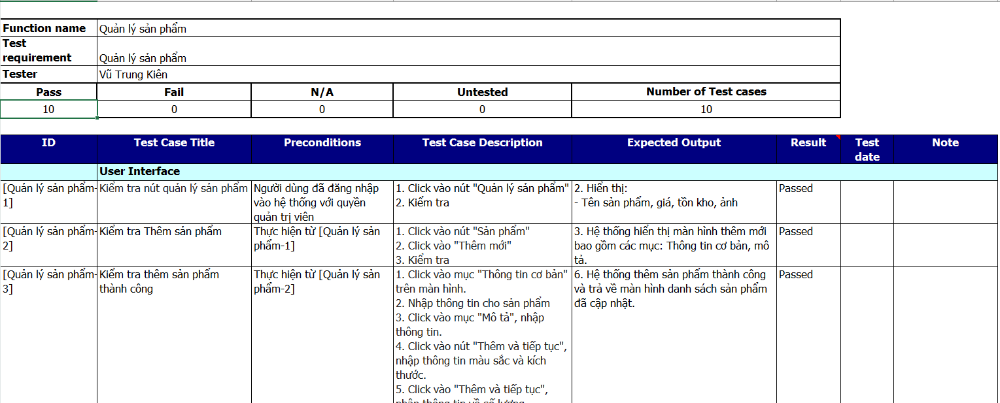 Function name Quản lý sản phẩm
Test
requirement Quản lý sản phẩm
Tester Vũ Trung Kiên
Pass Fail N/A Untested Number of Test cases
10 0 0 0 10
ID Test Case Title Preconditions Test Case Description Expected Output Result Test date Note
User Interface
[Quản lý sản phẩm-
1]
Kiểm tra nút quản lý sản phẩm
Người dùng đã đăng nhập
vào hệ thống với quyền
quản trị viên
1. Click vào nút "Quản lý sản phẩm"
2. Kiểm tra
2. Hiển thị:
- Tên sản phẩm, giá, tồn kho, ảnh
Passed
[Quản lý sản phẩm-
2]
Kiểm tra Thêm sản phẩm
Thực hiện từ [Quản lý sản
phẩm-1]
1. Click vào nút "Sản phẩm"
2. Click vào "Thêm mới"
3. Kiểm tra
3. Hệ thống hiển thị màn hình thêm mới
bao gồm các mục: Thông tin cơ bản, mô
tả.
Passed
[Quản lý sản phẩm-
3]
Kiểm tra thêm sản phẩm
thành công
Thực hiện từ [Quản lý sản
phẩm-2]
1. Click vào mục "Thông tin cơ bản"
trên màn hình.
2. Nhập thông tin cho sản phẩm
3. Click vào mục "Mô tả", nhập
thông tin.
4. Click vào nút "Thêm và tiếp tục",
nhập thông tin màu sắc và kích
thước.
5. Click vào "Thêm và tiếp tục",
nhập thông tin về số lượng
6. Hệ thống thêm sản phẩm thành công
và trả về màn hình danh sách sản phẩm
đã cập nhật.
Passed